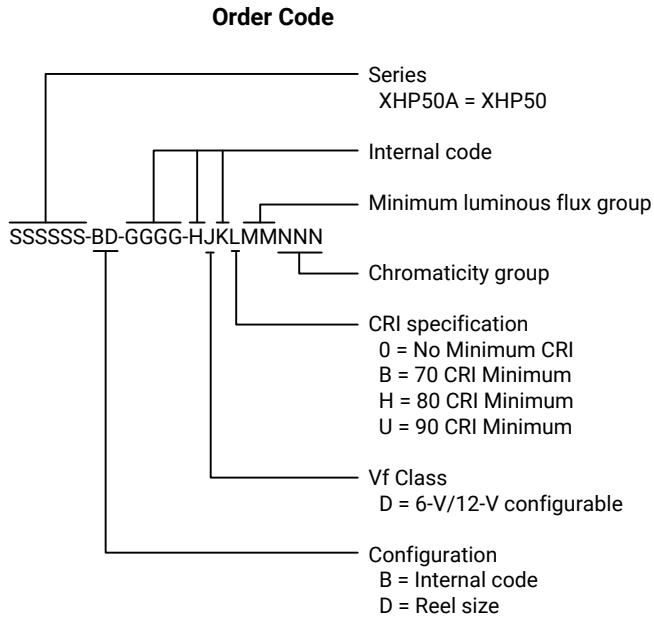 Order Code
Series
XHP50A = XHP50
Internal code
Minimum luminous flux group
SSSSSS-BD-GGGG-HJKLMMNNN
Chromaticity group
CRI specification
0 = No Minimum CRI
B = 70 CRI Minimum
H = 80 CRI Minimum
U = 90 CRI Minimum
Vf Class
D = 6-V/12-V configurable
Configuration
B = Internal code
D = Reel size